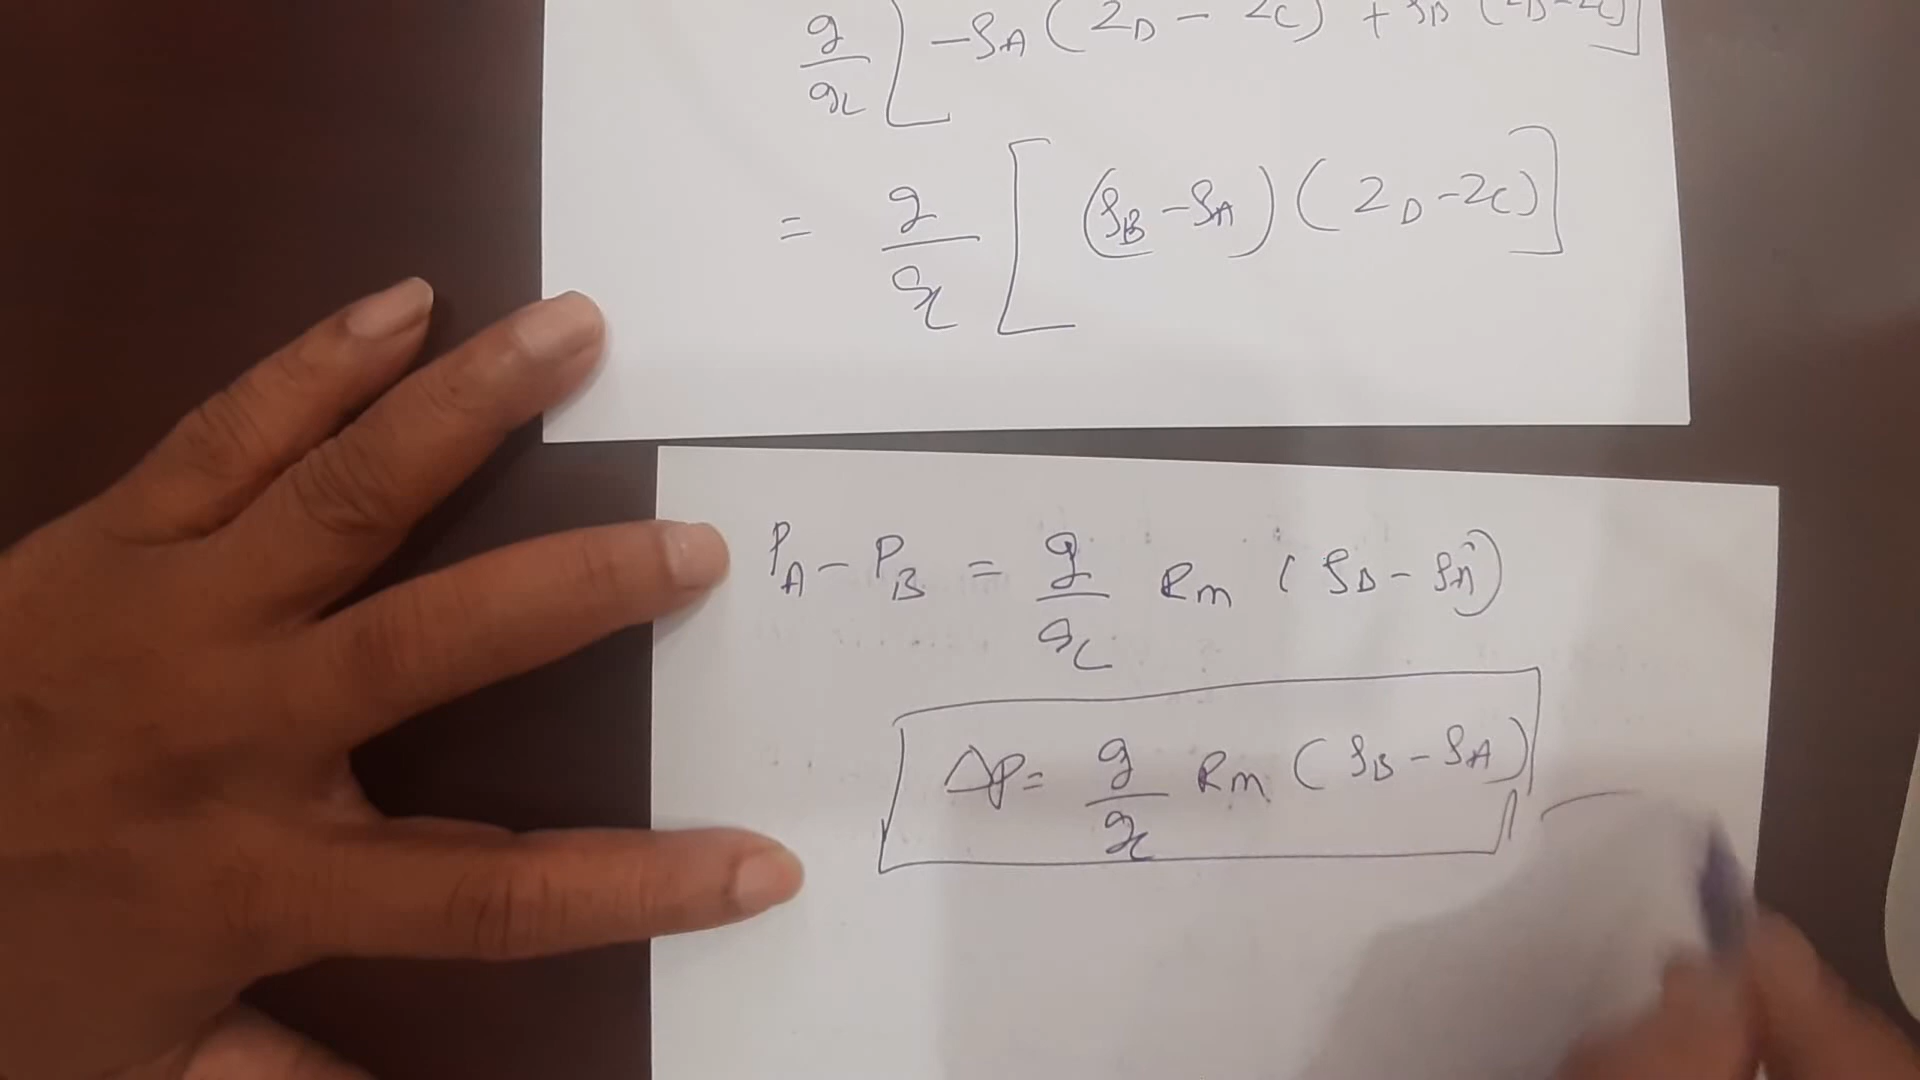 g/gc [ -ρA (ZD - ZC) + ρB (ZD-ZC) ]
= g/gc [ (ρB - ρA) (ZD - ZC) ]
PA - PB = g/gc Rm (ρB - ρA)
ΔP = g/gc Rm (ρB - ρA)